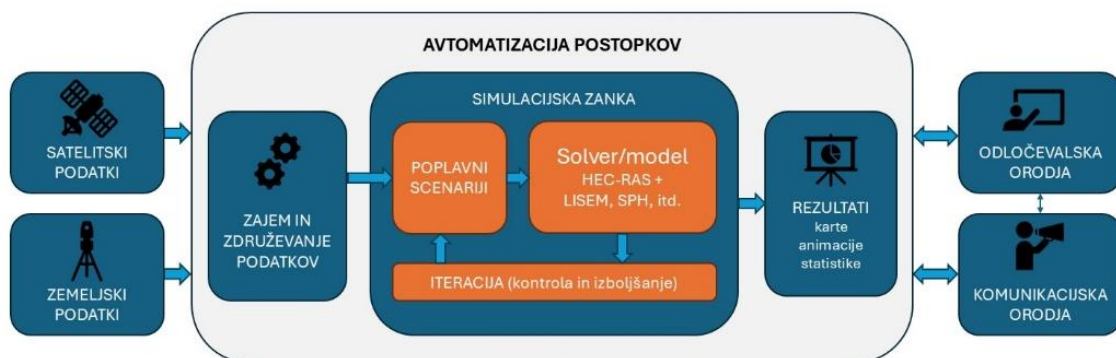 AVTOMATIZACIJA POSTOPKOV
SATELITSKI
PODATKI
ZEMELJSKI
PODATKI
ZAJEM IN
ZDRUŽEVANJE
PODATKOV
SIMULACIJSKA ZANKA
POPLAVNI
SCENARIJI
Solver/model
HEC-RAS +
LISEM, SPH, itd.
ITERACIJA (kontrola in izboljšanje)
REZULTATI
karte
animacije
statistike
ODLOČEVALSKA
ORODJA
KOMUNIKACIJSKA
ORODJA